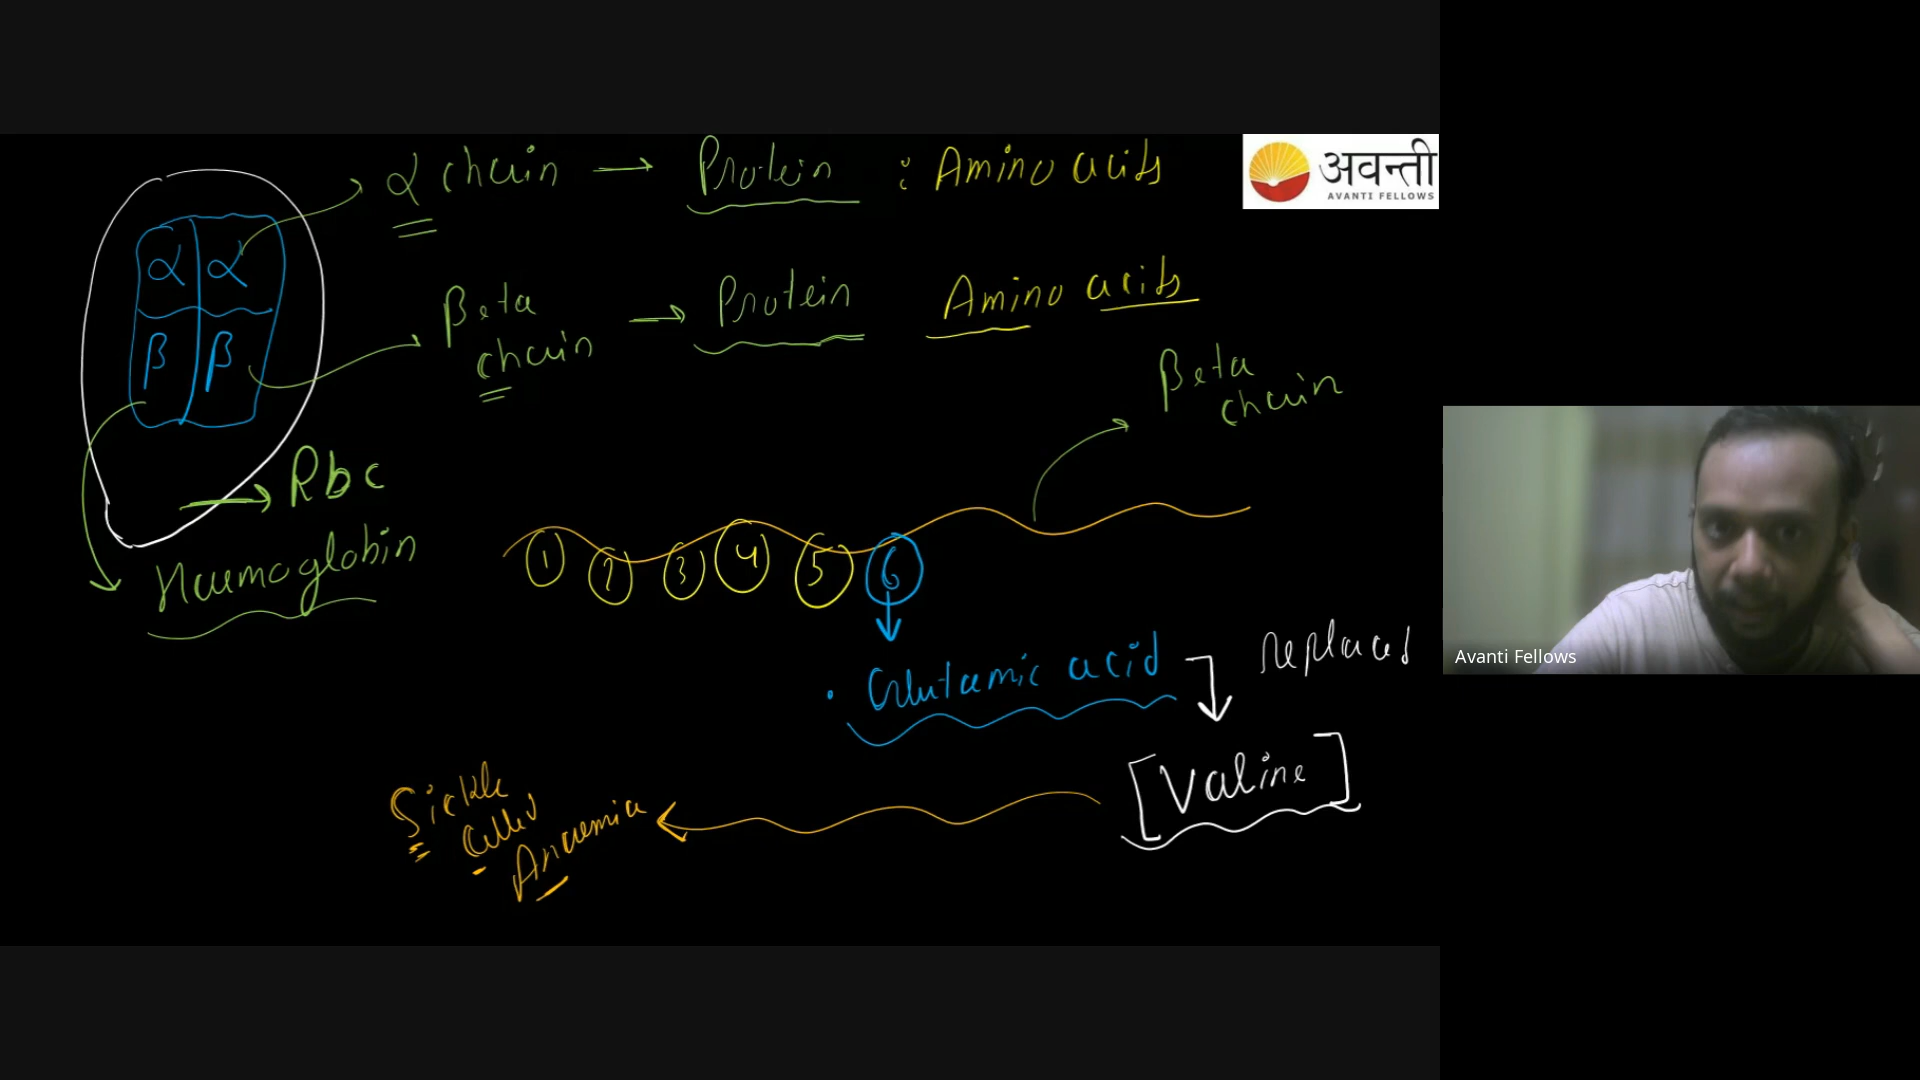 α chain → Protein : Amino acids
अवन्ती
AVANTI FELLOWS
α α
β β
Beta chain → Protein Amino acids
Beta chain
→ Rbc
Haemoglobin
1 2 3 4 5 6
Glutamic acid
replaced
[Valine]
Sickle
Celled
Anaemia
Avanti Fellows